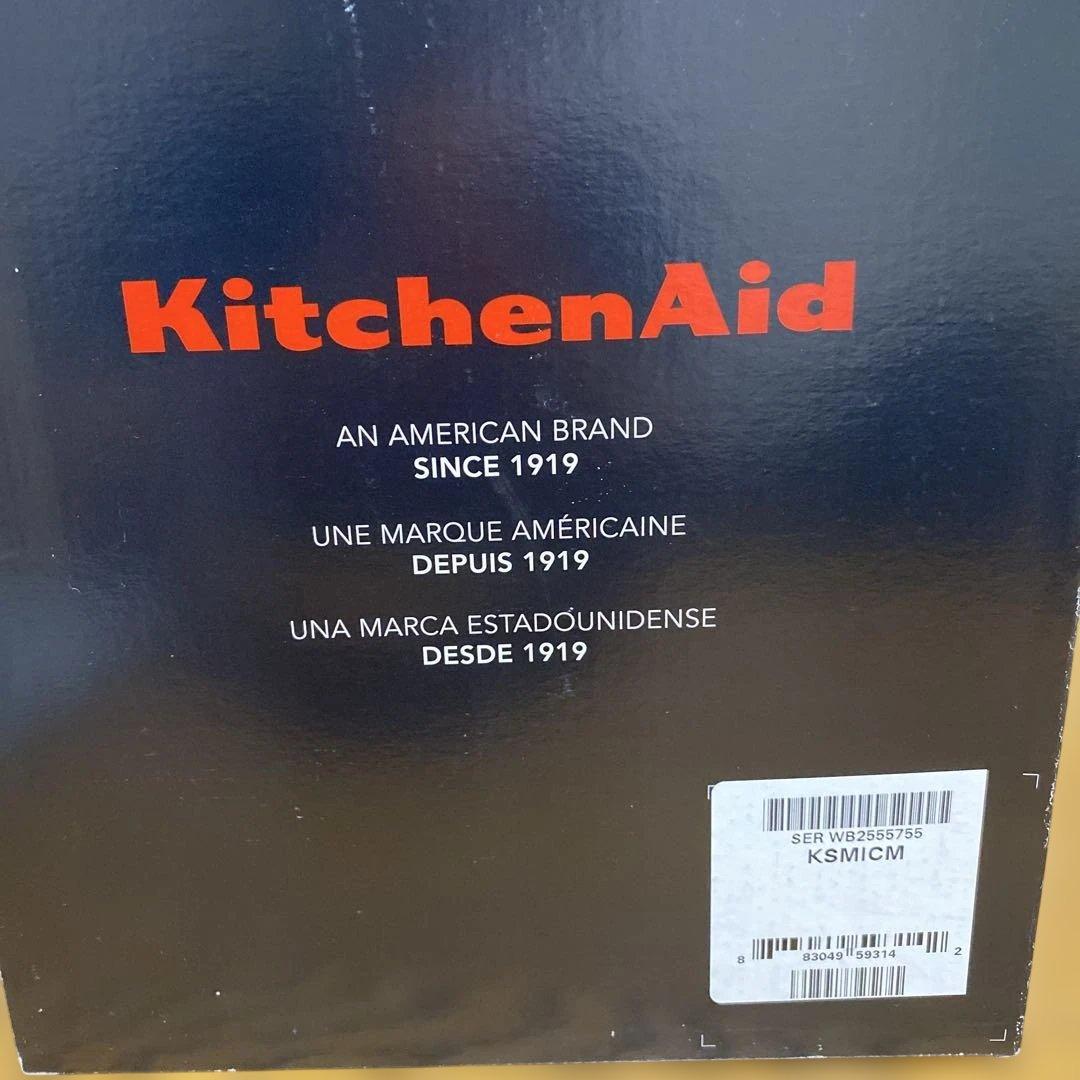 KitchenAid
AN AMERICAN BRAND
SINCE 1919
UNE MARQUE AMÉRICAINE
DEPUIS 1919
UNA MARCA ESTADOUNIDENSE
DESDE 1919
SER WB2555755
KSMICM
8 83049 59314 2